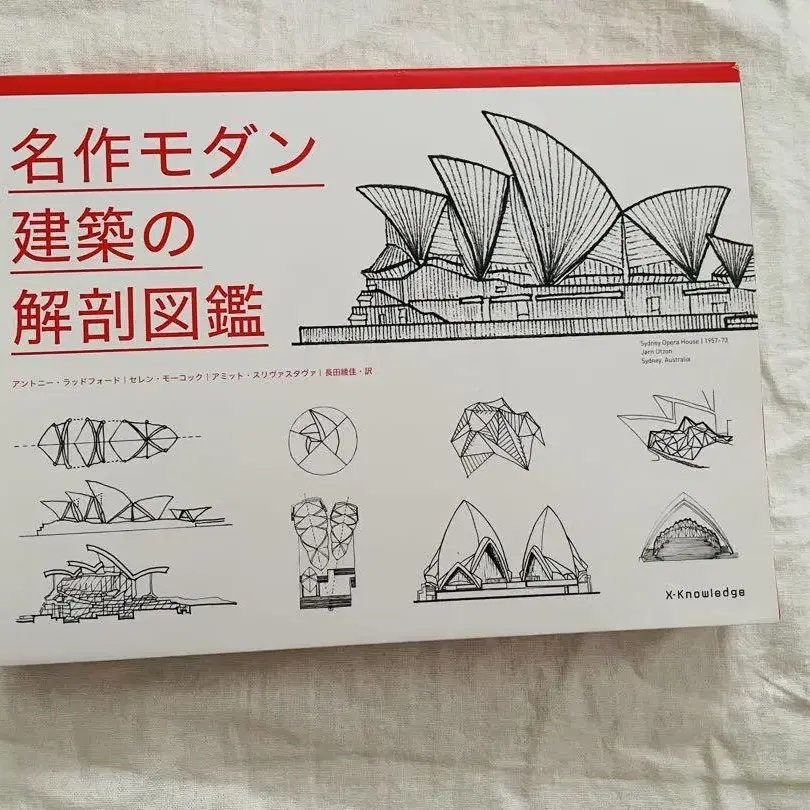 名作モダン
建築の
解剖図鑑
Sydney Opera House | 1957-73
Jørn Utzon
Sydney, Australia
アントニー・ラッドフォード | セレン・モーコック | アミット・スリヴァスタヴァ | 長田綾佳・訳
X-Knowledge